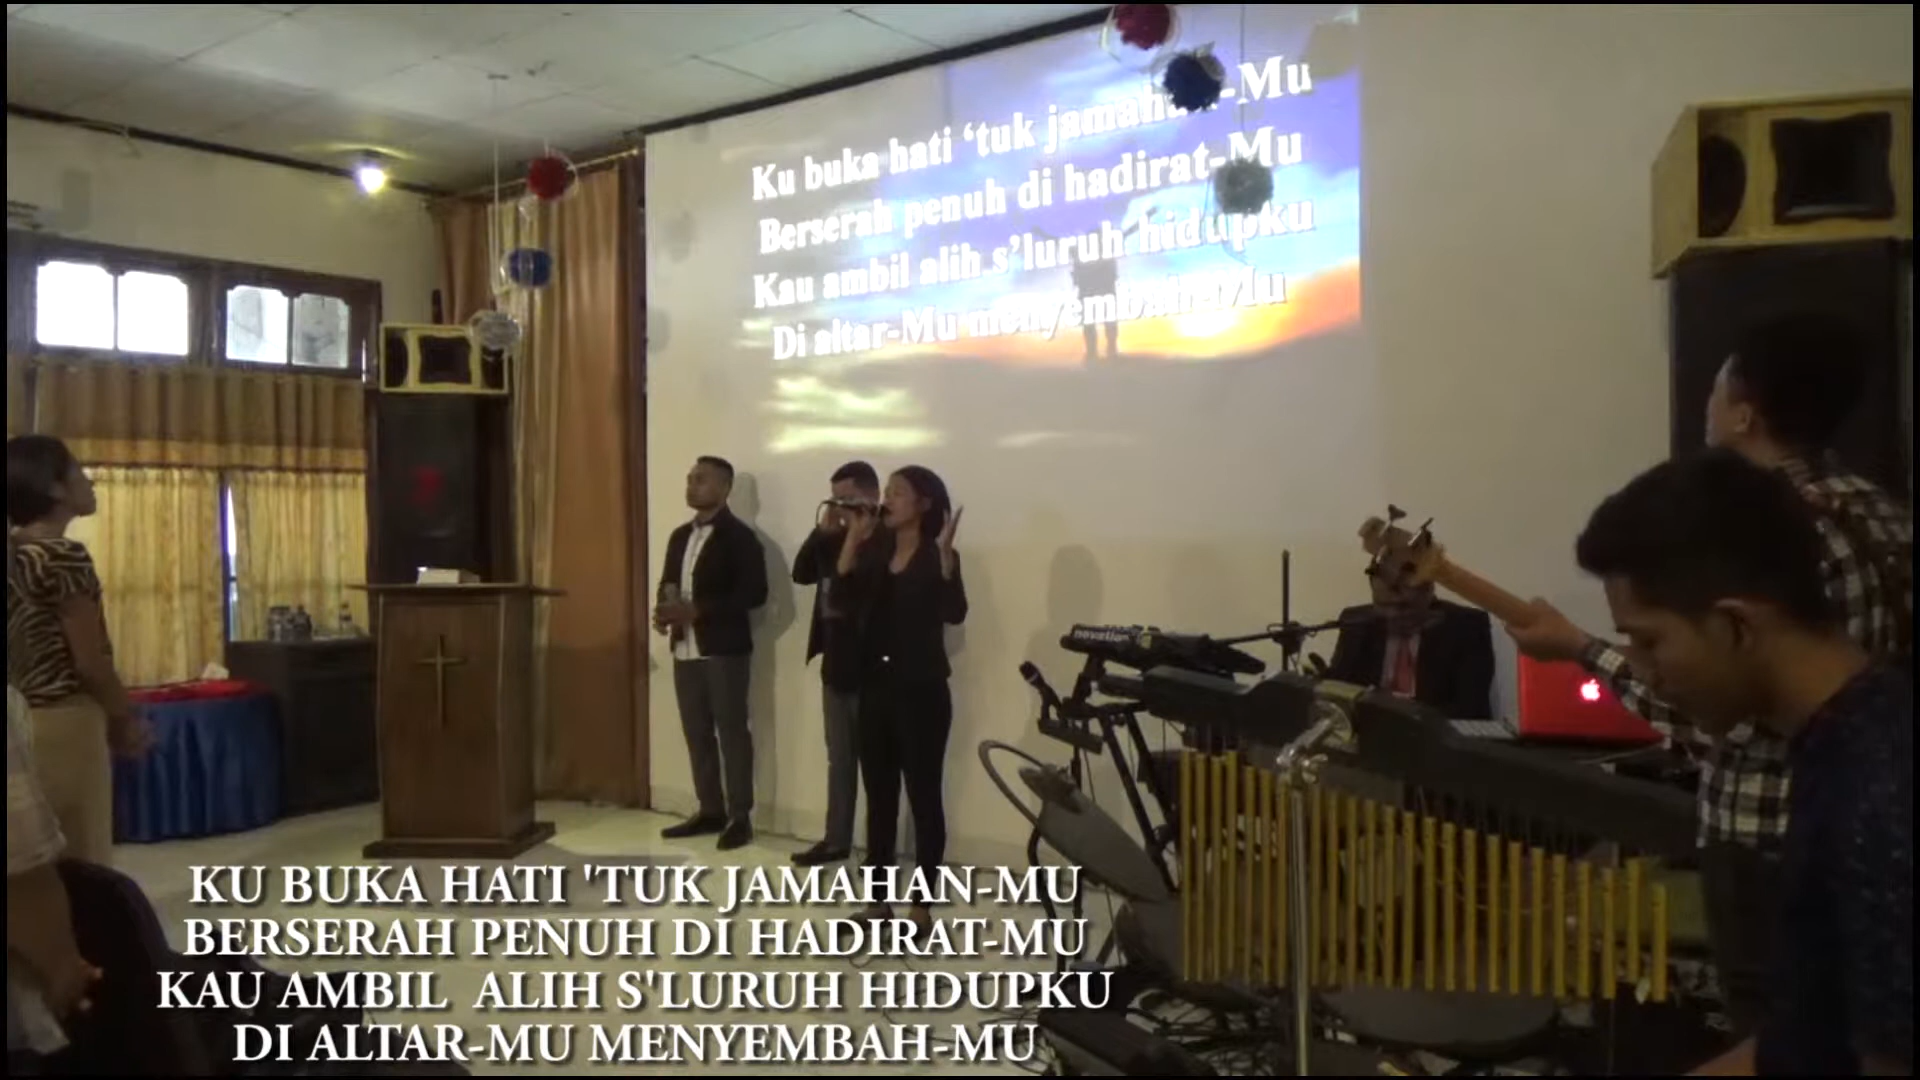 Ku buka hati ‘tuk jamahan-Mu
Berserah penuh di hadirat-Mu
Kau ambil alih s’luruh hidupku
Di altar-Mu menyembah-Mu
novation
KU BUKA HATI 'TUK JAMAHAN-MU
BERSERAH PENUH DI HADIRAT-MU
KAU AMBIL ALIH S'LURUH HIDUPKU
DI ALTAR-MU MENYEMBAH-MU